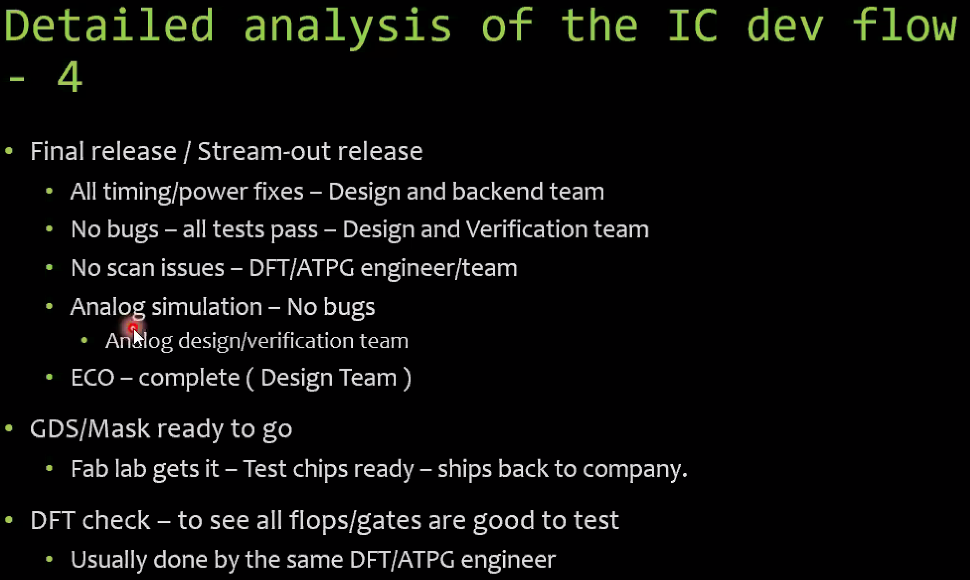 Detailed analysis of the IC dev flow
- 4
• Final release / Stream-out release
• All timing/power fixes – Design and backend team
• No bugs – all tests pass – Design and Verification team
• No scan issues – DFT/ATPG engineer/team
• Analog simulation – No bugs
• Analog design/verification team
• ECO – complete ( Design Team )
• GDS/Mask ready to go
• Fab lab gets it – Test chips ready – ships back to company.
• DFT check – to see all flops/gates are good to test
• Usually done by the same DFT/ATPG engineer